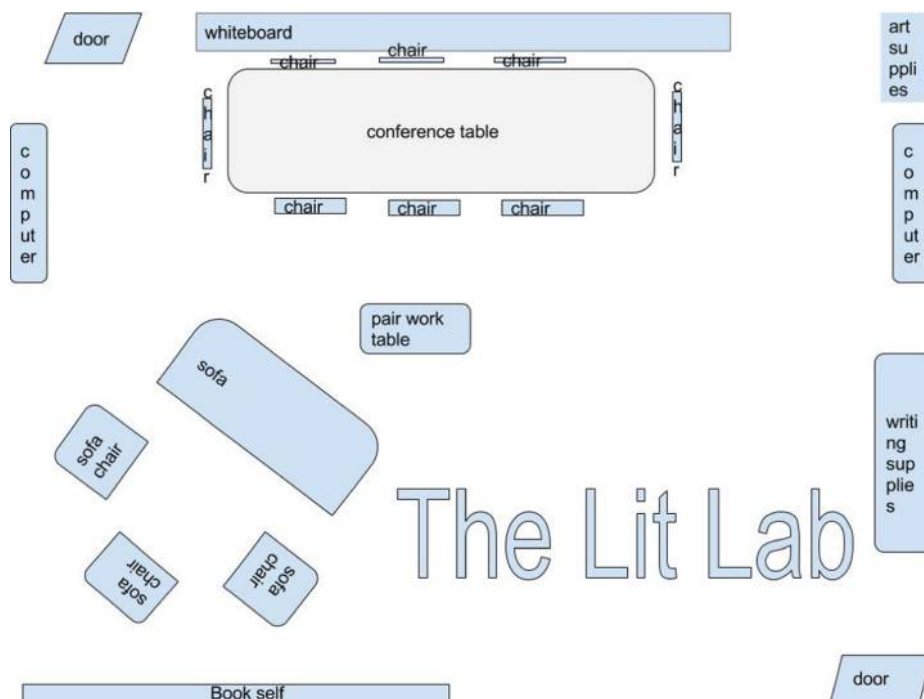 door
whiteboard
art
su
ppli
es
chair
chair
chair
c
h
a
i
r
conference table
c
h
a
i
r
c
o
m
p
ut
er
c
o
m
p
ut
er
chair
chair
chair
pair work
table
sofa
sofa
chair
writi
ng
sup
plie
s
The Lit Lab
sofa
chair
sofa
chair
door
Book self